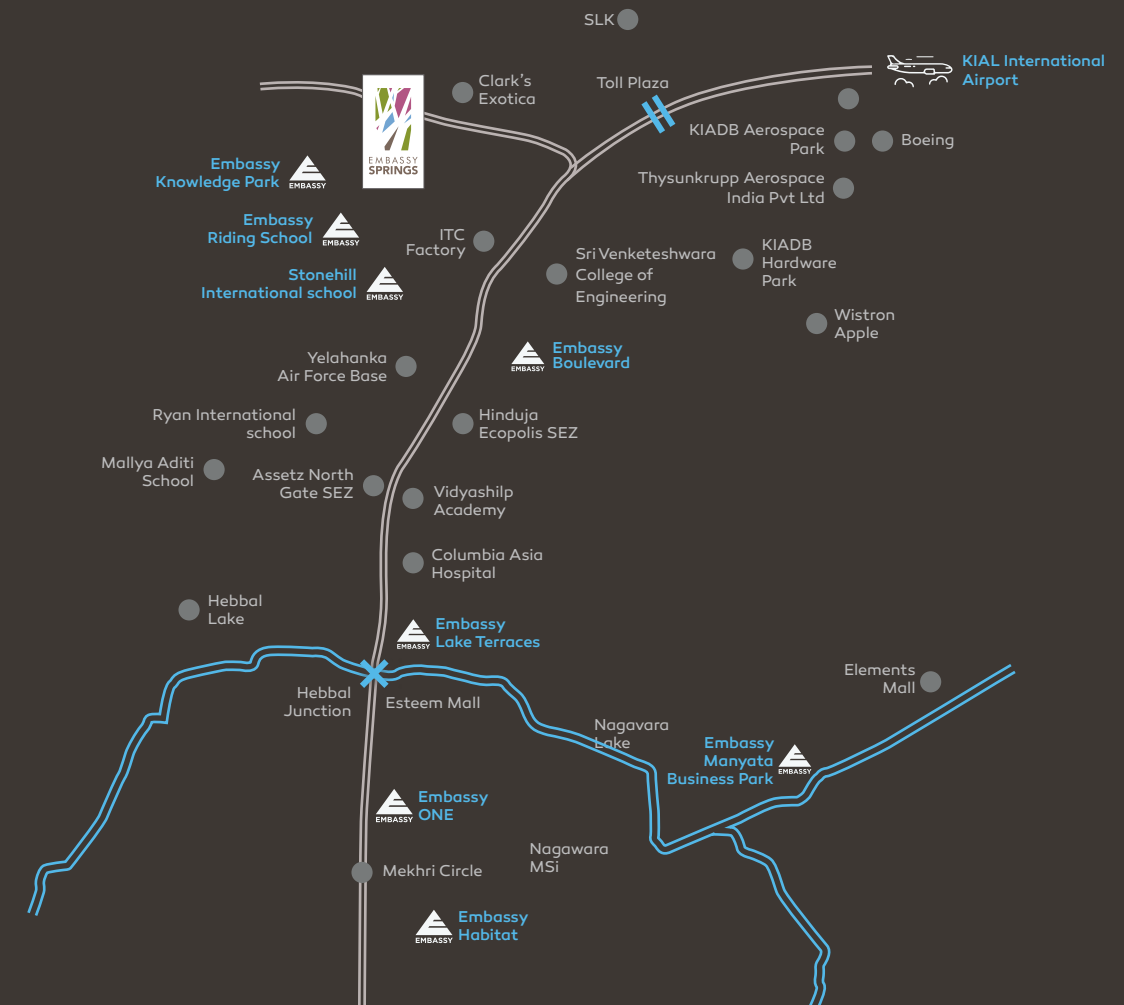 SLK
KIAL International
Airport
Toll Plaza
Clark's
Exotica
EMBASSY
SPRINGS
KIADB Aerospace
Park
Boeing
Embassy
Knowledge Park
EMBASSY
Thysunkrupp Aerospace
India Pvt Ltd
Embassy
Riding School
EMBASSY
ITC
Factory
Sri Venketeshwara
College of
Engineering
KIADB
Hardware
Park
Stonehill
International school
EMBASSY
Wistron
Apple
Embassy
Boulevard
EMBASSY
Yelahanka
Air Force Base
Ryan International
school
Hinduja
Ecopolis SEZ
Mallya Aditi
School
Assetz North
Gate SEZ
Vidyashilp
Academy
Columbia Asia
Hospital
Hebbal
Lake
Embassy
Lake Terraces
EMBASSY
Elements
Mall
Hebbal
Junction
Esteem Mall
Nagavara
Lake
Embassy
Manyata
Business Park
EMBASSY
Embassy
ONE
EMBASSY
Nagawara
MSi
Mekhri Circle
Embassy
Habitat
EMBASSY